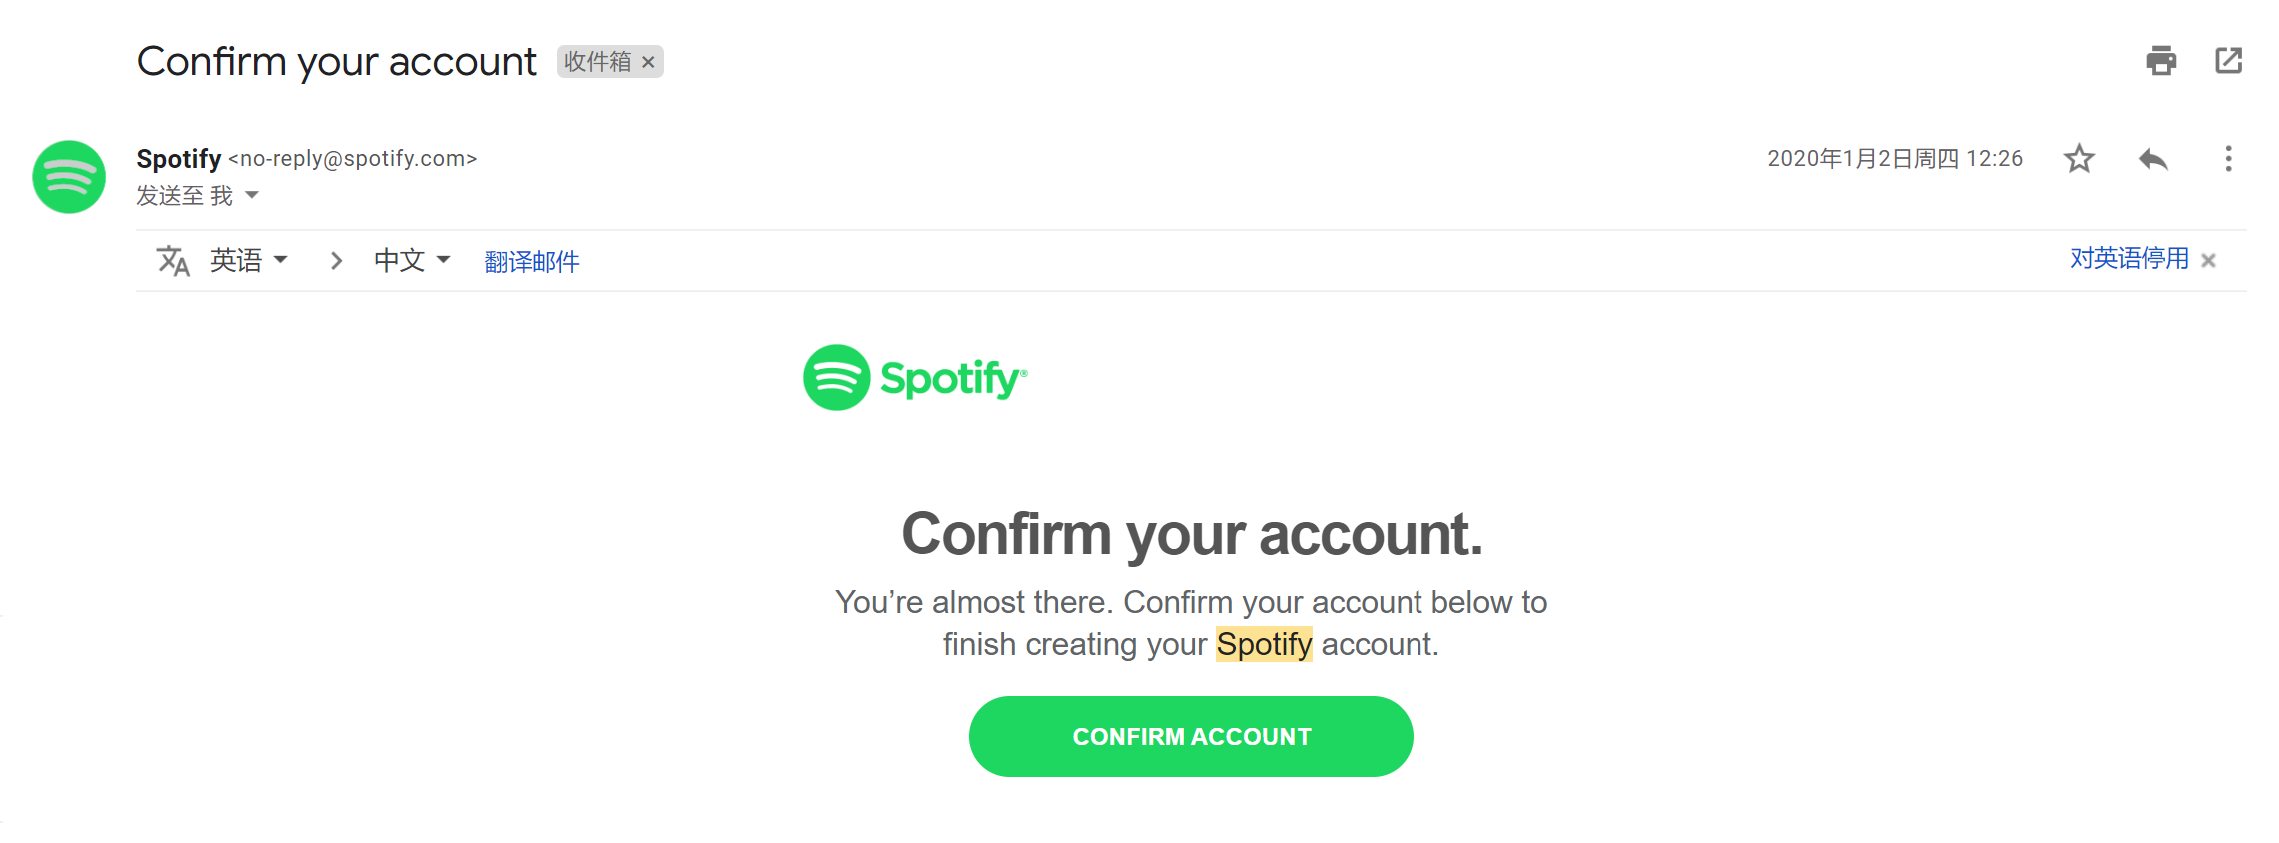 Confirm your account 收件箱 ×
Spotify <no-reply@spotify.com> 2020年1月2日周四 12:26
发送至 我
英语 > 中文 翻译邮件 对英语停用 ×
Spotify®
Confirm your account.
You’re almost there. Confirm your account below to
finish creating your Spotify account.
CONFIRM ACCOUNT